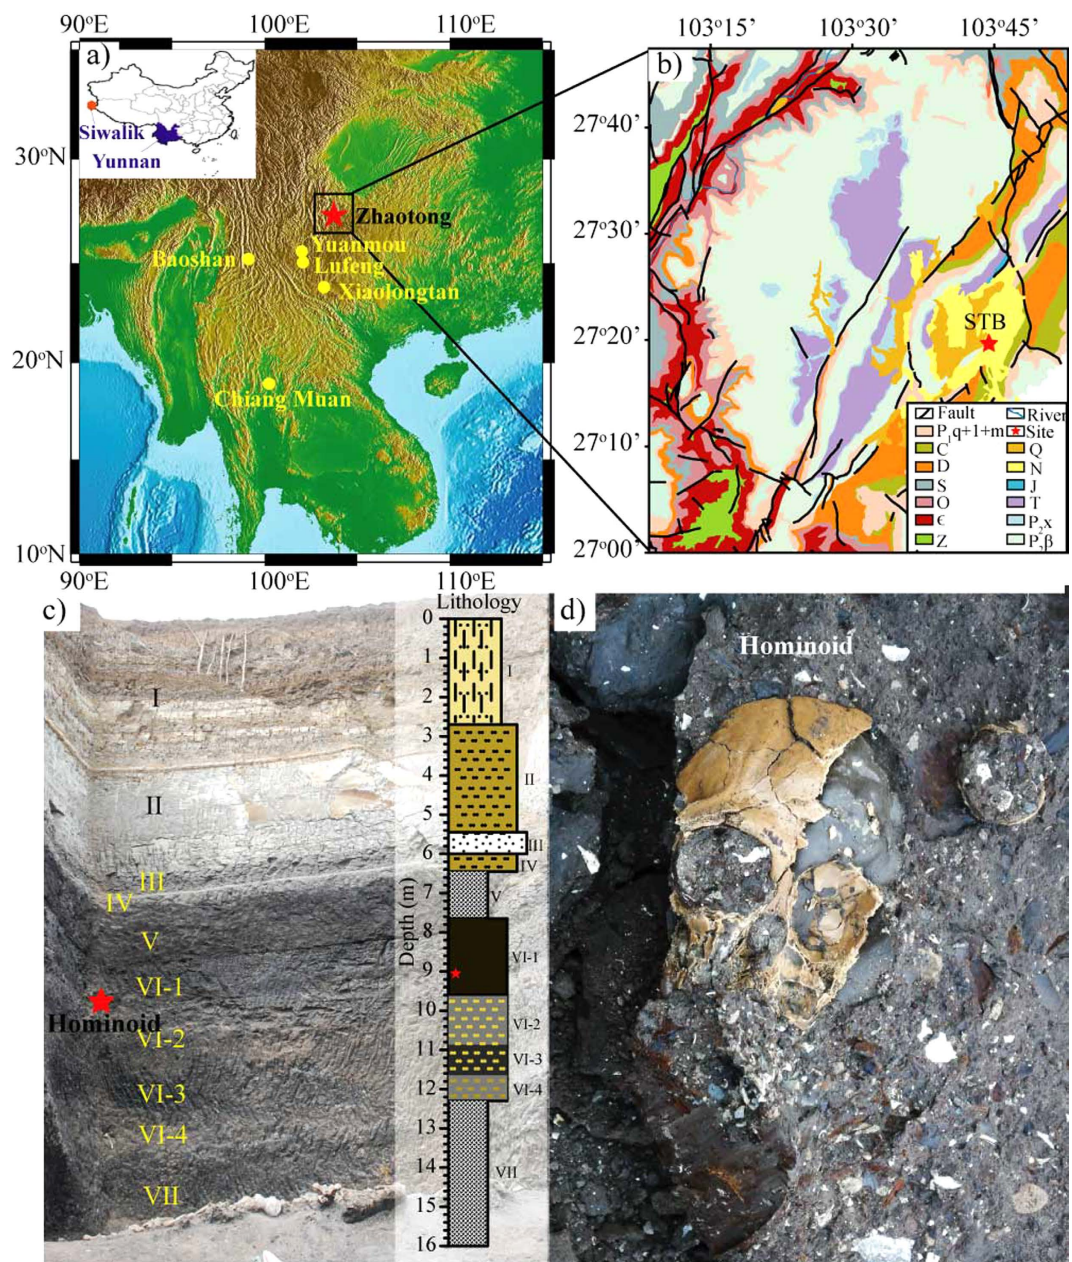 90°E 100°E 110°E
a)
Siwalik
Yunnan
30°N
20°N
10°N
Zhaotong
Baoshan
Yuanmou
Lufeng
Xiaolongtan
Chiang Muan
90°E 100°E 110°E
103°15’ 103°30’ 103°45’
b)
27°40’
27°30’
27°20’
27°10’
27°00’
STB
Fault River
P₁q+1+m Site
C Q
D N
S J
O T
Є P₂x
Z P₂β
c)
Lithology
Depth (m)
0
1
2
3
4
5
6
7
8
9
10
11
12
13
14
15
16
I
II
III
IV
V
VI-1
VI-2
VI-3
VI-4
VII
I
II
III
IV
V
VI-1
Hominoid
VI-2
VI-3
VI-4
VII
d)
Hominoid